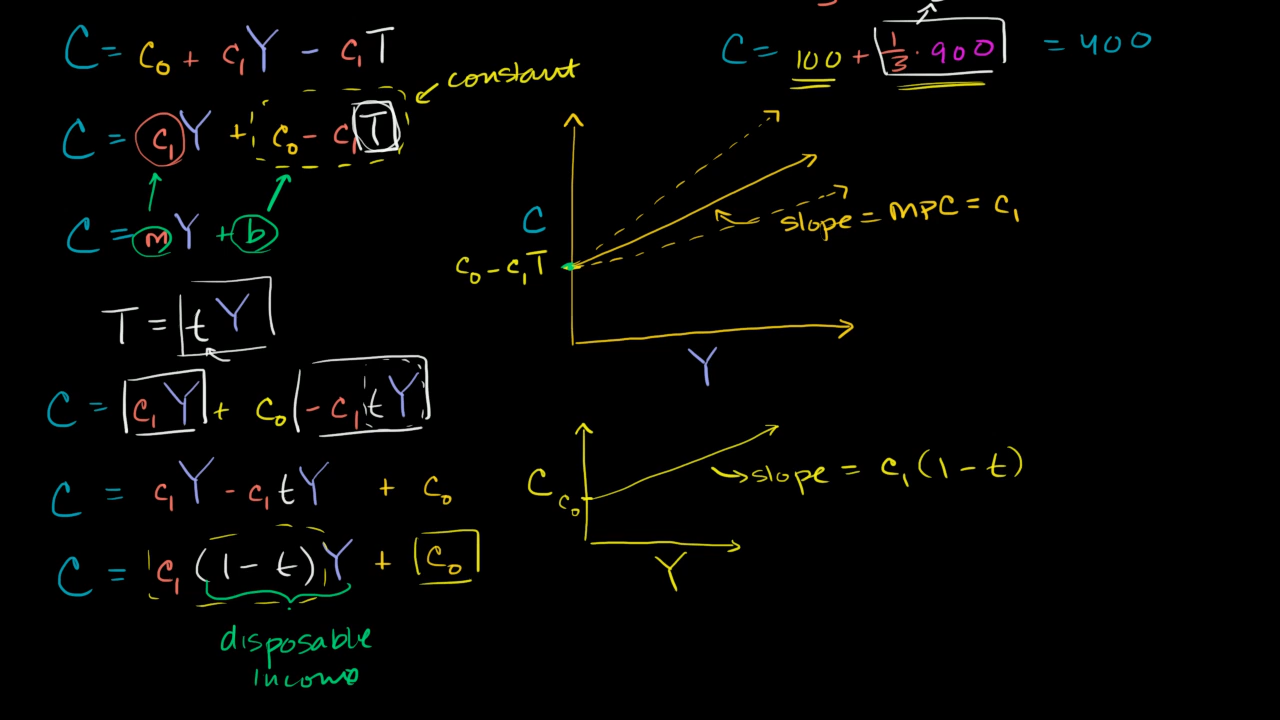 C = c₀ + c₁Y - c₁T
C = c₁Y + c₀ - c₁T
constant
C = mY + b
T = tY
C = c₁Y + c₀ - c₁tY
C = c₁Y - c₁tY + c₀
C = c₁(1-t)Y + c₀
disposable
income
C = 100 + 1/3 · 900 = 400
C
slope = MPC = c₁
c₀ - c₁T
Y
C
c₀
slope = c₁(1-t)
Y